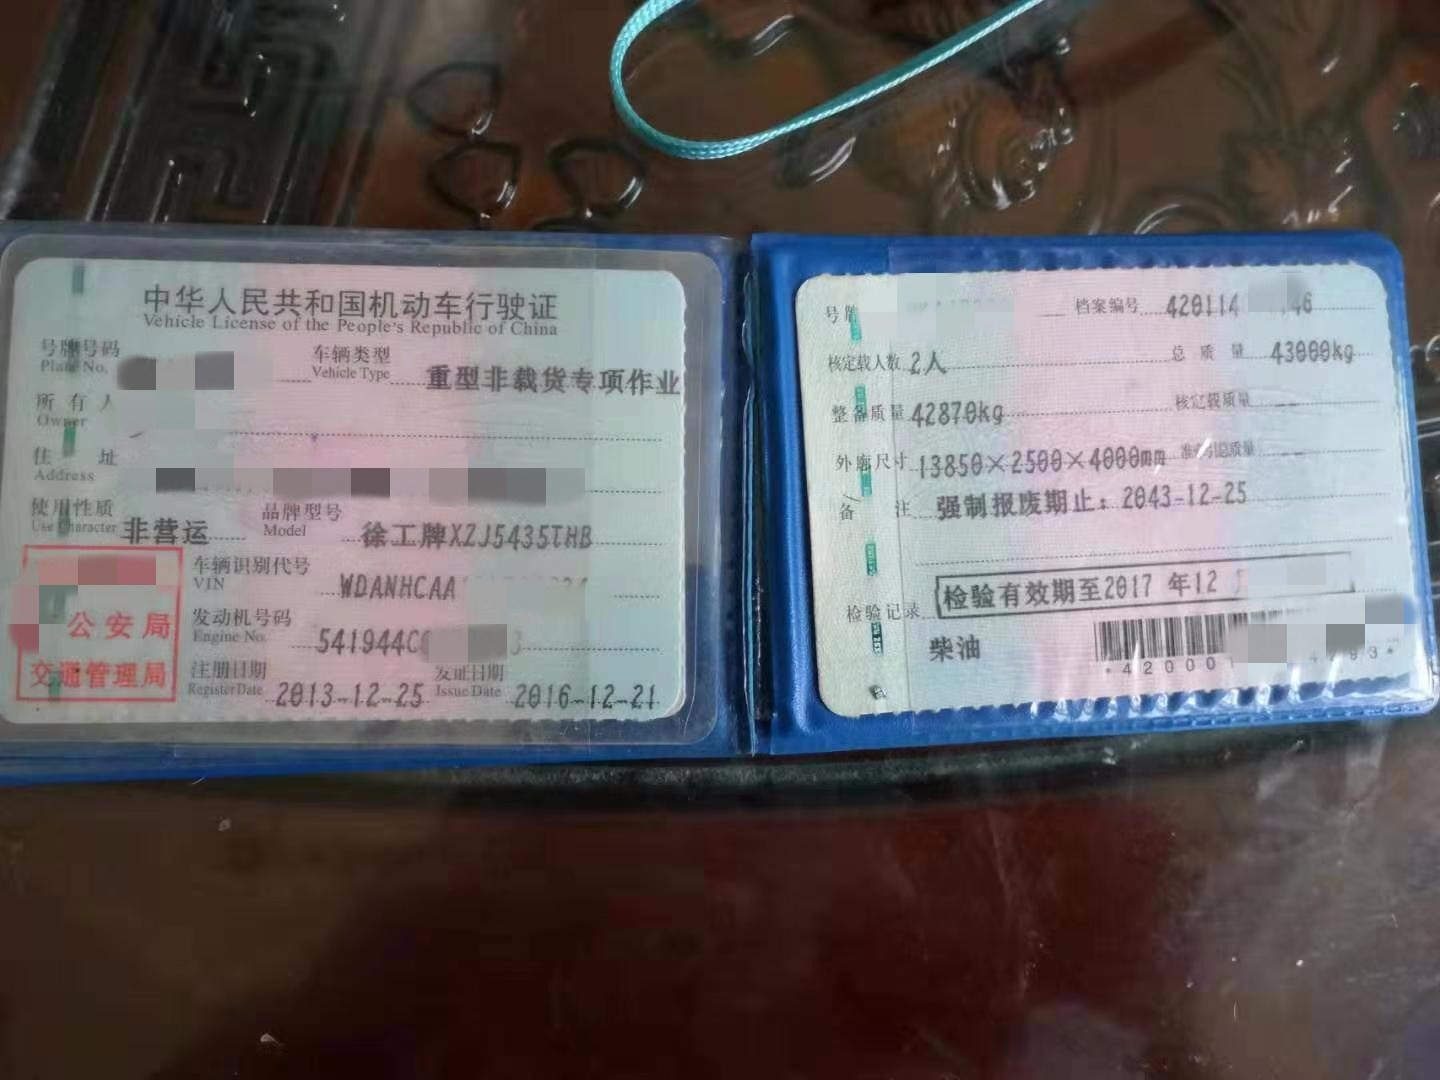 中华人民共和国机动车行驶证
Vehicle License of the People's Republic of China
号牌号码
Plate No.
车辆类型 重型非载货专项作业
Vehicle Type
所有人
Owner
住址
Address
使用性质 非营运
Use Character
品牌型号 徐工牌XZJ5435THB
Model
公安局
交通管理局
车辆识别代号 WDANHCAA
VIN
发动机号码 541944C
Engine No.
注册日期 2013-12-25
Register Date
发证日期 2016-12-21
Issue Date
号牌
档案编号 420114 46
核定载人数 2人
总质量 43000kg
整备质量 42870kg
核定载质量
外廓尺寸 13850×2500×4000mm
备注 强制报废期止:2043-12-25
检验记录 检验有效期至2017 年12
柴油
*420001